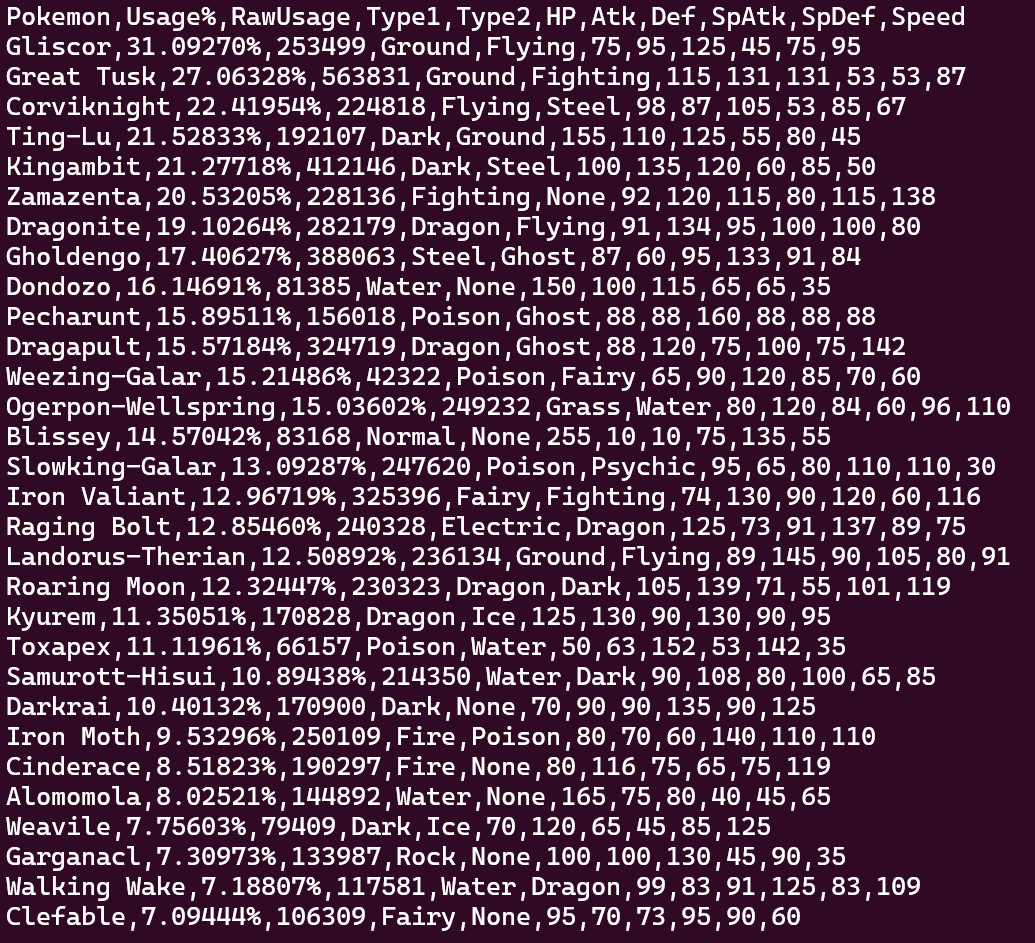 Pokemon,Usage%,RawUsage,Type1,Type2,HP,Atk,Def,SpAtk,SpDef,Speed
Gliscor,31.09270%,253499,Ground,Flying,75,95,125,45,75,95
Great Tusk,27.06328%,563831,Ground,Fighting,115,131,131,53,53,87
Corviknight,22.41954%,224818,Flying,Steel,98,87,105,53,85,67
Ting-Lu,21.52833%,192107,Dark,Ground,155,110,125,55,80,45
Kingambit,21.27718%,412146,Dark,Steel,100,135,120,60,85,50
Zamazenta,20.53205%,228136,Fighting,None,92,120,115,80,115,138
Dragonite,19.10264%,282179,Dragon,Flying,91,134,95,100,100,80
Gholdengo,17.40627%,388063,Steel,Ghost,87,60,95,133,91,84
Dondozo,16.14691%,81385,Water,None,150,100,115,65,65,35
Pecharunt,15.89511%,156018,Poison,Ghost,88,88,160,88,88,88
Dragapult,15.57184%,324719,Dragon,Ghost,88,120,75,100,75,142
Weezing-Galar,15.21486%,42322,Poison,Fairy,65,90,120,85,70,60
Ogerpon-Wellspring,15.03602%,249232,Grass,Water,80,120,84,60,96,110
Blissey,14.57042%,83168,Normal,None,255,10,10,75,135,55
Slowking-Galar,13.09287%,247620,Poison,Psychic,95,65,80,110,110,30
Iron Valiant,12.96719%,325396,Fairy,Fighting,74,130,90,120,60,116
Raging Bolt,12.85460%,240328,Electric,Dragon,125,73,91,137,89,75
Landorus-Therian,12.50892%,236134,Ground,Flying,89,145,90,105,80,91
Roaring Moon,12.32447%,230323,Dragon,Dark,105,139,71,55,101,119
Kyurem,11.35051%,170828,Dragon,Ice,125,130,90,130,90,95
Toxapex,11.11961%,66157,Poison,Water,50,63,152,53,142,35
Samurott-Hisui,10.89438%,214350,Water,Dark,90,108,80,100,65,85
Darkrai,10.40132%,170900,Dark,None,70,90,90,135,90,125
Iron Moth,9.53296%,250109,Fire,Poison,80,70,60,140,110,110
Cinderace,8.51823%,190297,Fire,None,80,116,75,65,75,119
Alomomola,8.02521%,144892,Water,None,165,75,80,40,45,65
Weavile,7.75603%,79409,Dark,Ice,70,120,65,45,85,125
Garganacl,7.30973%,133987,Rock,None,100,100,130,45,90,35
Walking Wake,7.18807%,117581,Water,Dragon,99,83,91,125,83,109
Clefable,7.09444%,106309,Fairy,None,95,70,73,95,90,60